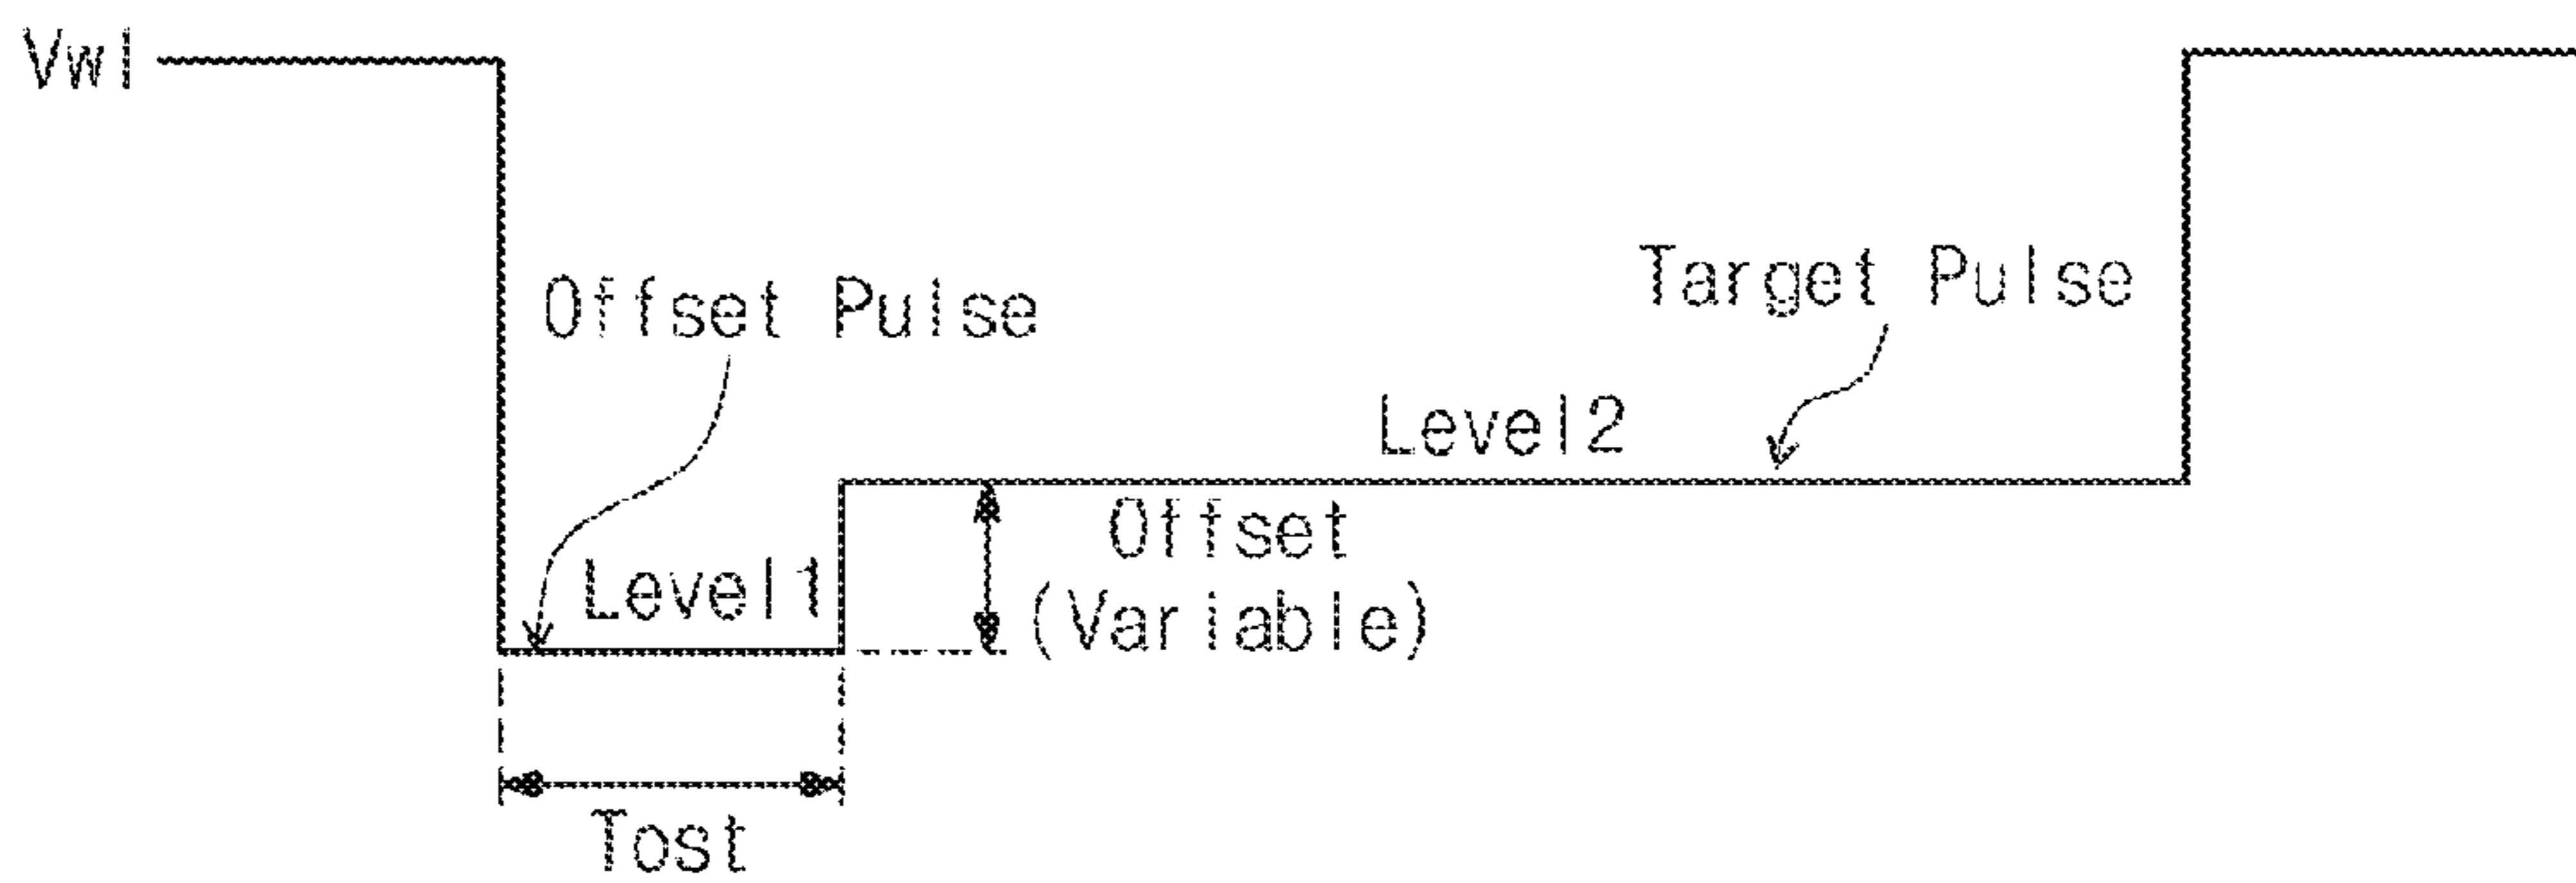 Vwl
Offset Pulse
Target Pulse
Level2
Offset
(Variable)
Level1
Tost